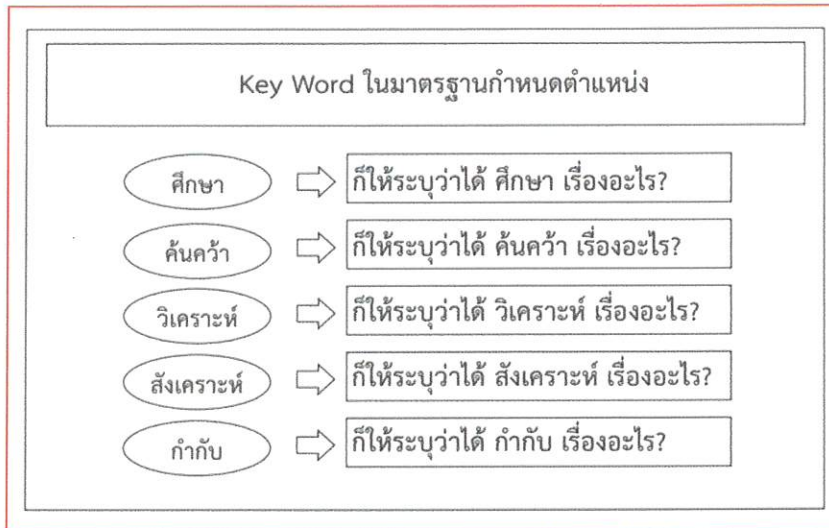 Key Word ในมาตรฐานกำหนดตำแหน่ง
ศึกษา ก็ให้ระบุว่าได้ ศึกษา เรื่องอะไร?
ค้นคว้า ก็ให้ระบุว่าได้ ค้นคว้า เรื่องอะไร?
วิเคราะห์ ก็ให้ระบุว่าได้ วิเคราะห์ เรื่องอะไร?
สังเคราะห์ ก็ให้ระบุว่าได้ สังเคราะห์ เรื่องอะไร?
กำกับ ก็ให้ระบุว่าได้ กำกับ เรื่องอะไร?